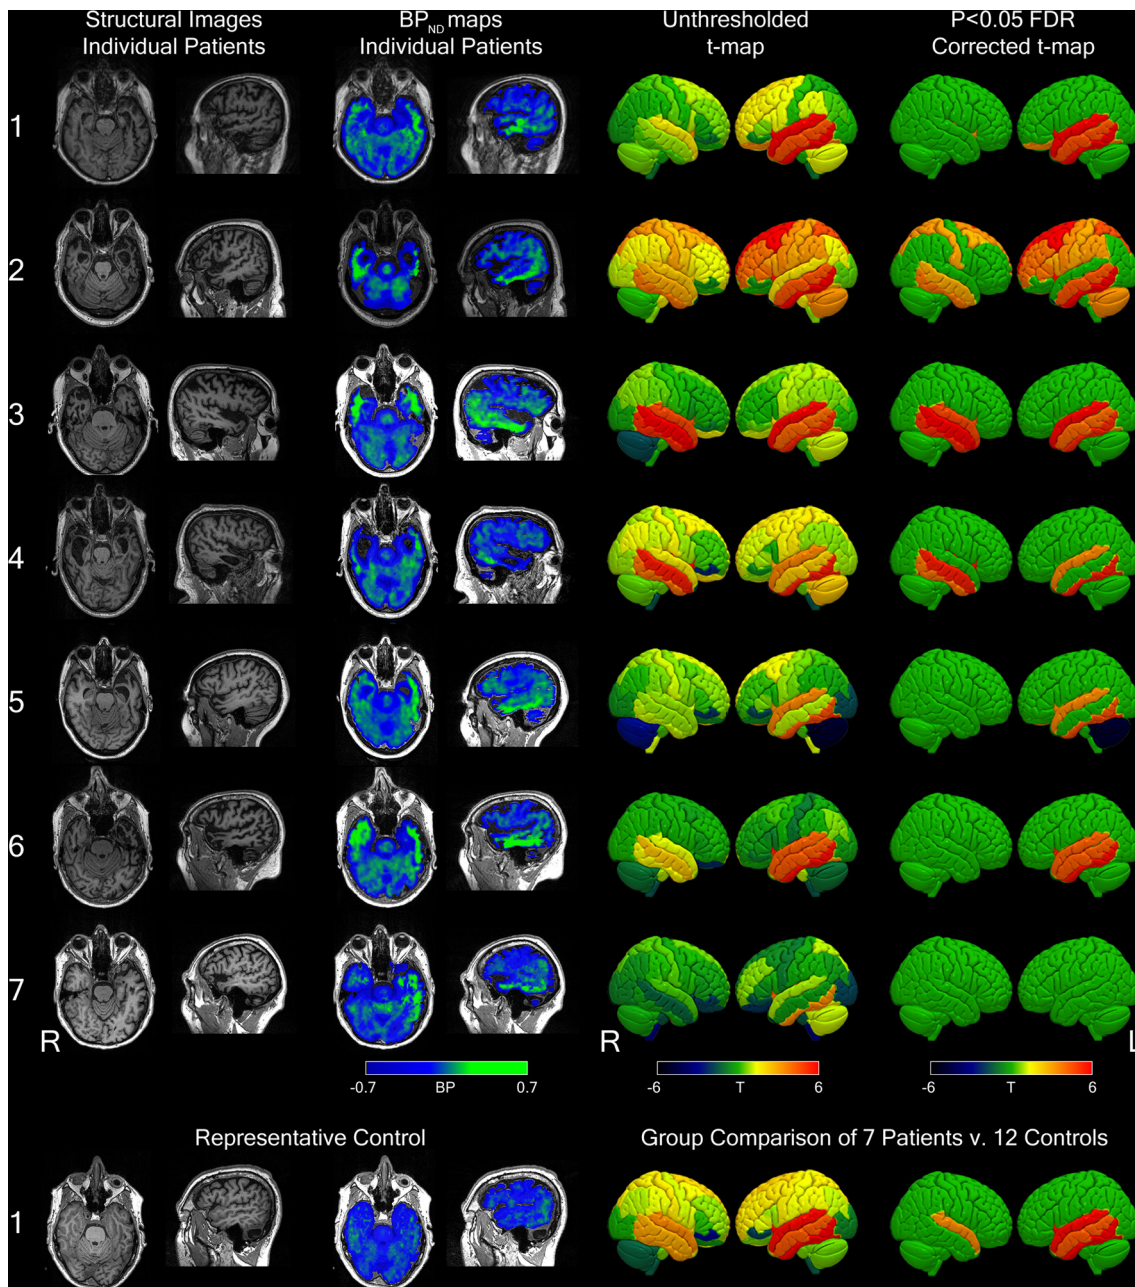 Structural Images
Individual Patients
BP_ND maps
Individual Patients
Unthresholded
t-map
P<0.05 FDR
Corrected t-map
1
2
3
4
5
6
7
R
R
L
-0.7 BP 0.7
-6 T 6
-6 T 6
Representative Control
Group Comparison of 7 Patients v. 12 Controls
1